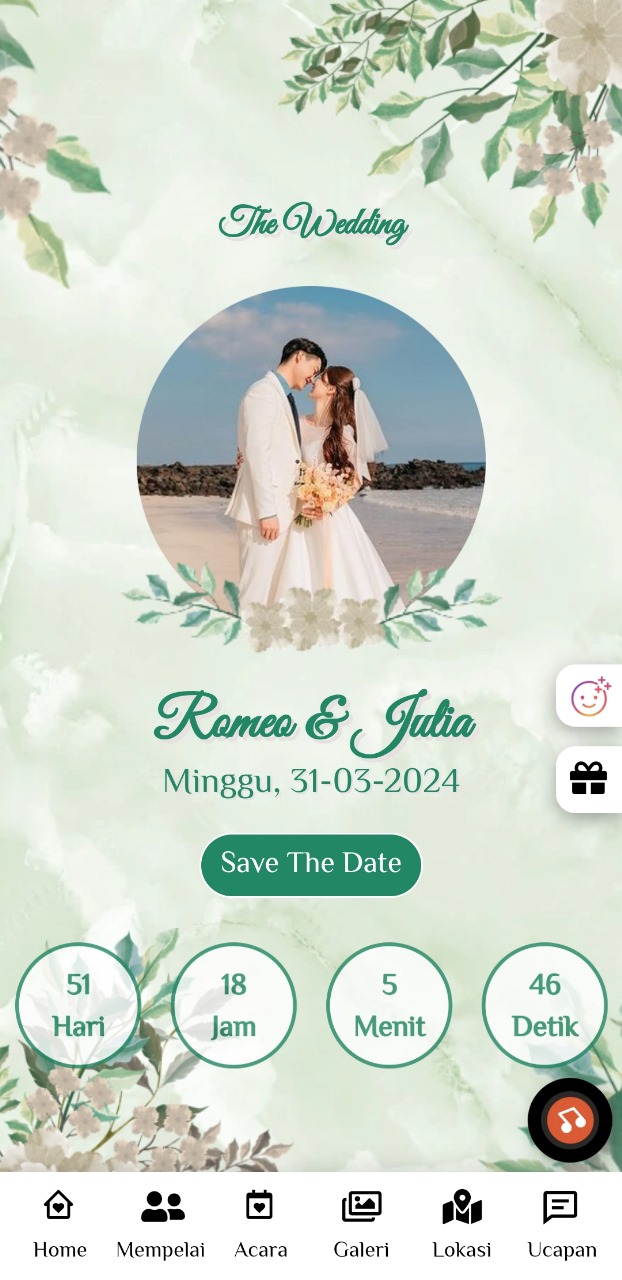 The Wedding
Romeo & Julia
Minggu, 31-03-2024
Save The Date
51 18 5 46
Hari Jam Menit Detik
Home Mempelai Acara Galeri Lokasi Ucapan